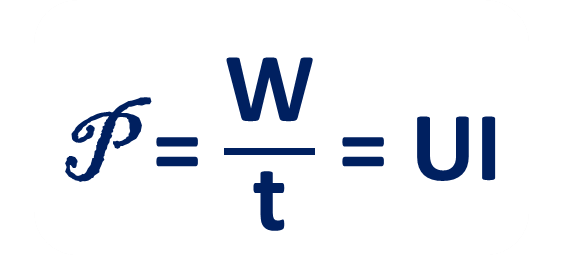 𝒫 = W/t = UI